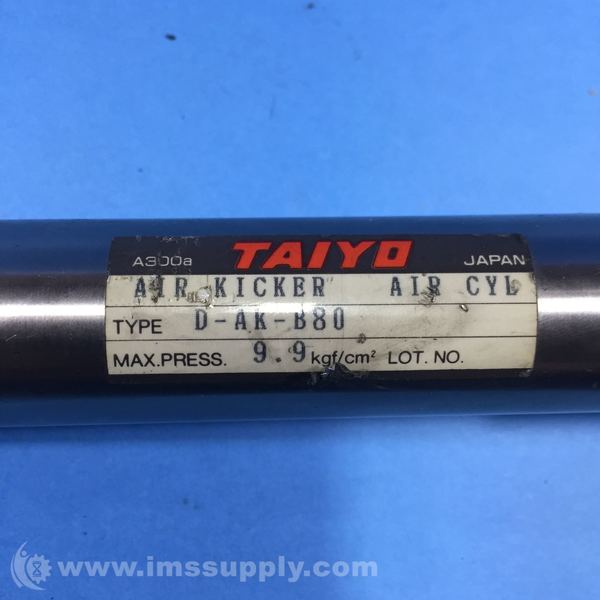 A300a TAIYO JAPAN
AIR KICKER AIR CYL
TYPE D-AK-B80
MAX.PRESS. 9.9 kgf/cm² LOT. NO.
www.imssupply.com